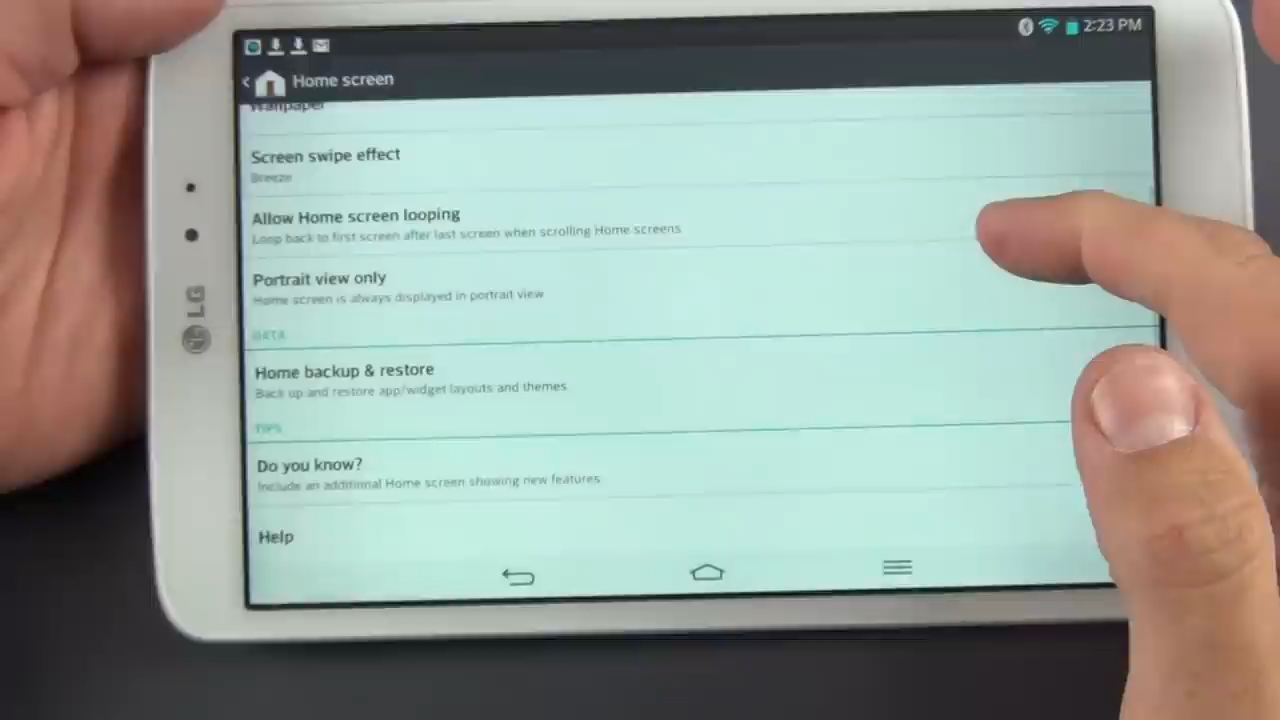 2:23 PM
Home screen
Wallpaper
Screen swipe effect
Breeze
Allow Home screen looping
Loop back to first screen after last screen when scrolling Home screens
Portrait view only
Home screen is always displayed in portrait view
DATA
Home backup & restore
Back up and restore app/widget layouts and themes
TIPS
Do you know?
Include an additional Home screen showing new features
Help
LG